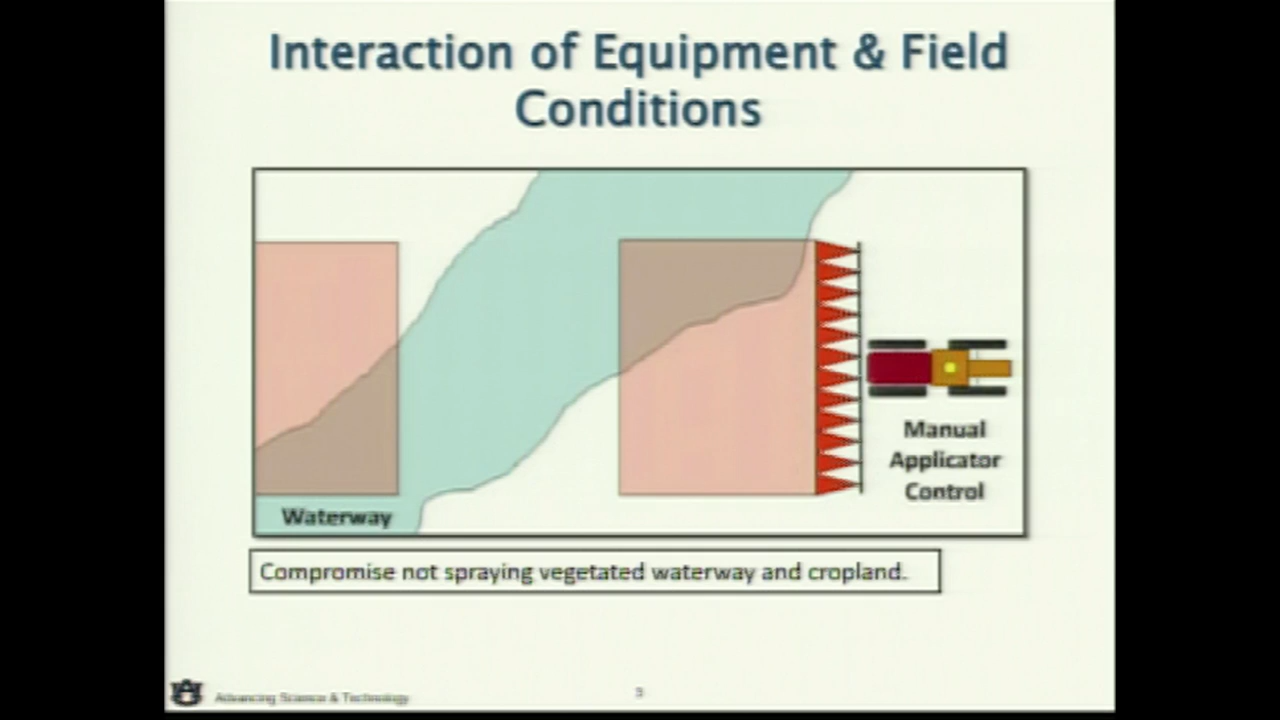 Interaction of Equipment & Field
Conditions
Manual
Applicator
Control
Waterway
Compromise not spraying vegetated waterway and cropland.
Advancing Science & Technology